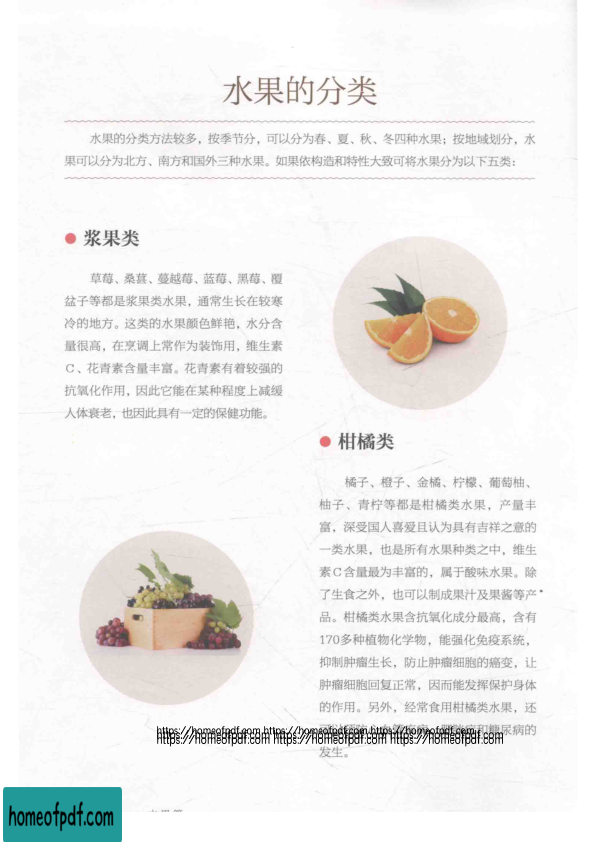 水果的分类
水果的分类方法较多，按季节分，可以分为春、夏、秋、冬四种水果；按地域划分，水
果可以分为北方、南方和国外三种水果。如果依构造和特性大致可将水果分为以下五类：
浆果类
草莓、桑葚、蔓越莓、蓝莓、黑莓、覆
盆子等都是浆果类水果，通常生长在较寒
冷的地方。这类的水果颜色鲜艳，水分含
量很高，在烹调上常作为装饰用，维生素
C、花青素含量丰富。花青素有着较强的
抗氧化作用，因此它能在某种程度上减缓
人体衰老，也因此具有一定的保健功能。
柑橘类
橘子、橙子、金橘、柠檬、葡萄柚、
柚子、青柠等都是柑橘类水果，产量丰
富，深受国人喜爱且认为具有吉祥之意的
一类水果，也是所有水果种类之中，维生
素C含量最为丰富的，属于酸味水果。除
了生食之外，也可以制成果汁及果酱等产
品。柑橘类水果含抗氧化成分最高，含有
170多种植物化学物，能强化免疫系统，
抑制肿瘤生长，防止肿瘤细胞的癌变，让
肿瘤细胞回复正常，因而能发挥保护身体
的作用。另外，经常食用柑橘类水果，还
和糖尿病的
发生。
https://homeofpdf.com https://homeofpdf.com https://homeofpdf.com
https://homeofpdf.com https://homeofpdf.com https://homeofpdf.com
homeofpdf.com